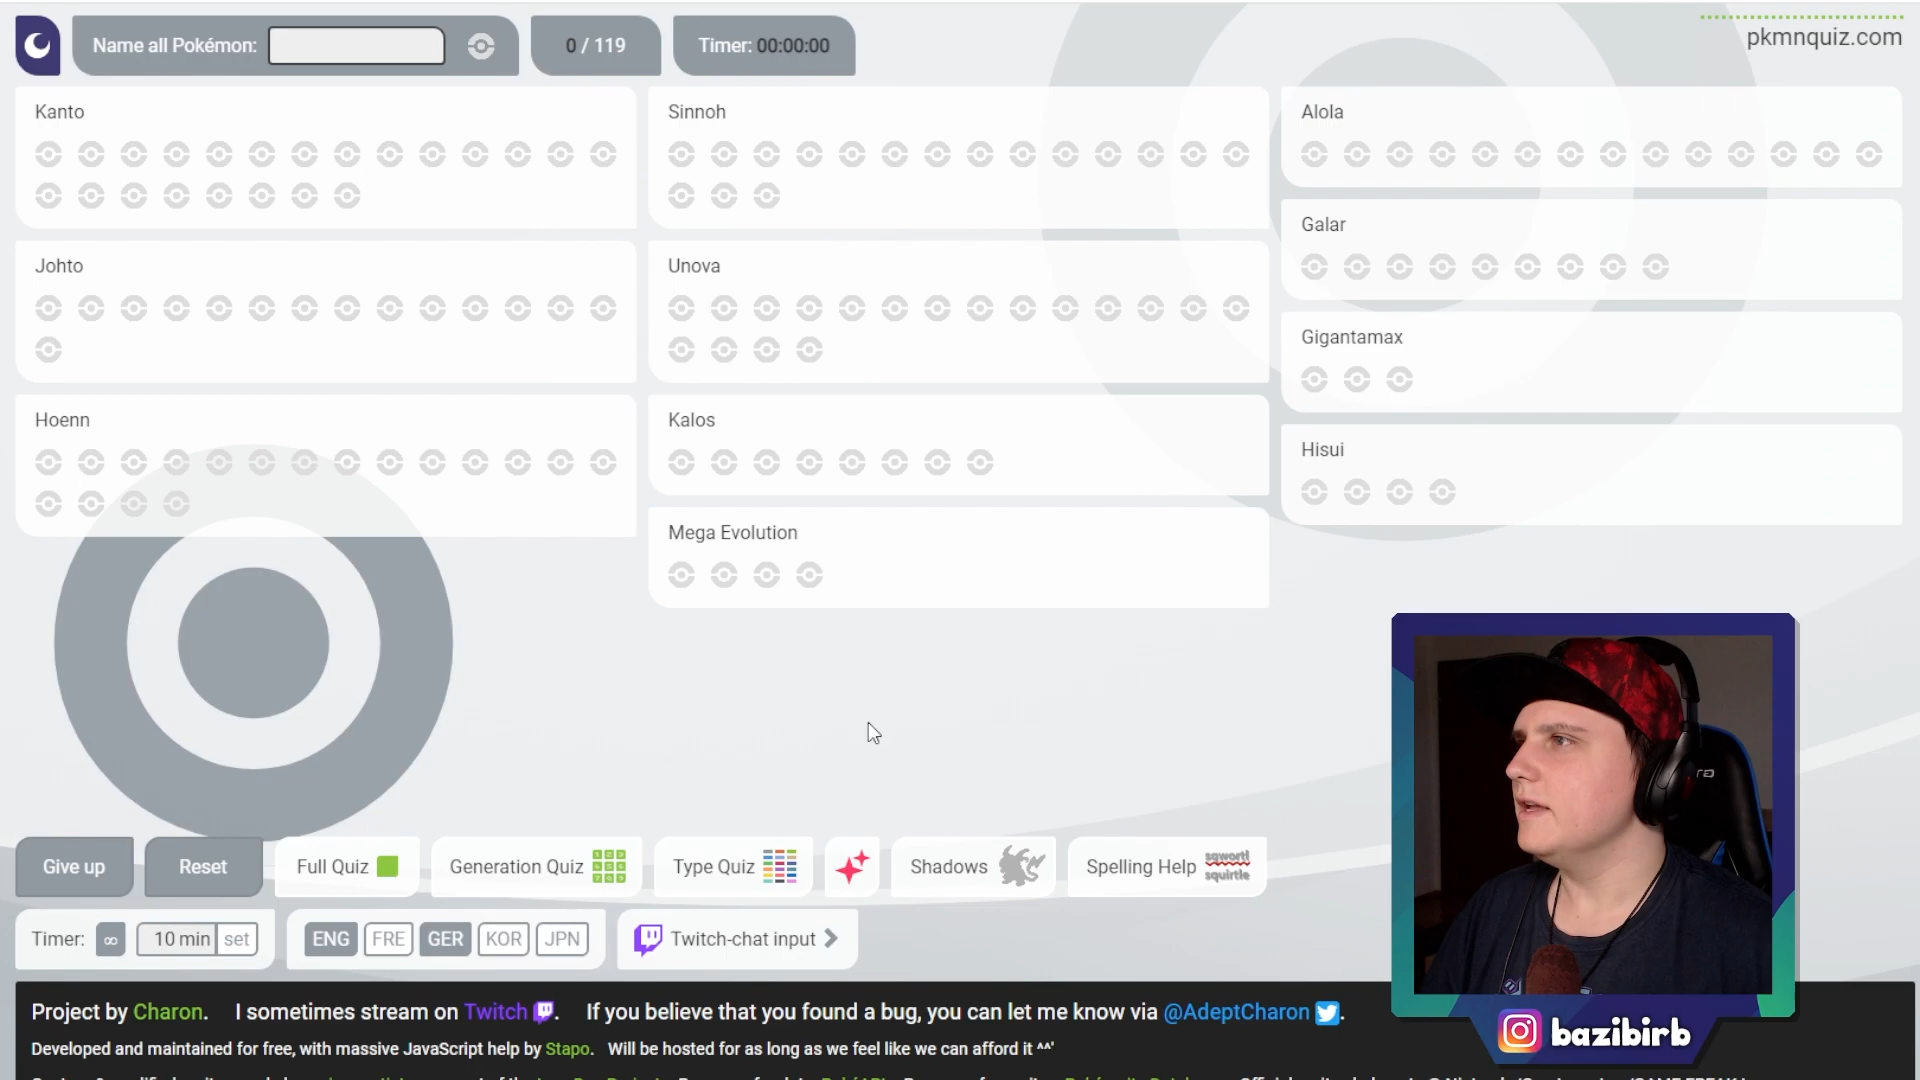 Name all Pokémon:
0 / 119
Timer: 00:00:00
pkmnquiz.com
Kanto
Sinnoh
Alola
Galar
Johto
Unova
Gigantamax
Hoenn
Kalos
Hisui
Mega Evolution
Give up
Reset
Full Quiz
Generation Quiz
Type Quiz
Shadows
Spelling Help
sqwortl
squirtle
Timer: ∞ 10 min set
ENG FRE GER KOR JPN
Twitch-chat input
Project by Charon. I sometimes stream on Twitch. If you believe that you found a bug, you can let me know via @AdeptCharon.
Developed and maintained for free, with massive JavaScript help by Stapo. Will be hosted for as long as we feel like we can afford it ^^'
bazibirb